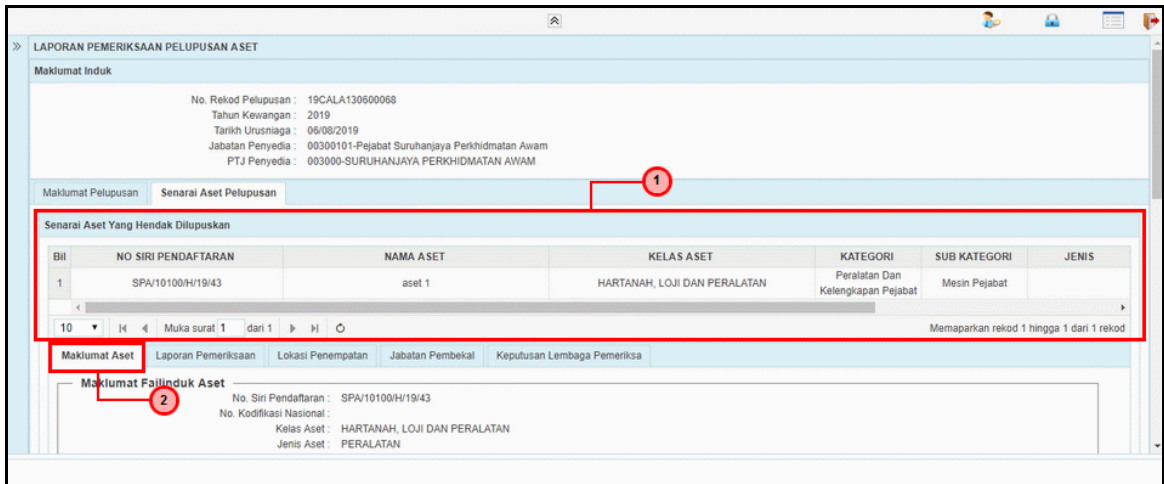 LAPORAN PEMERIKSAAN PELUPUSAN ASET
Maklumat Induk
No. Rekod Pelupusan : 19CALA130600068
Tahun Kewangan : 2019
Tarikh Urusniaga : 06/08/2019
Jabatan Penyedia : 00300101-Pejabat Suruhanjaya Perkhidmatan Awam
PTJ Penyedia : 003000-SURUHANJAYA PERKHIDMATAN AWAM
Maklumat Pelupusan Senarai Aset Pelupusan
1
Senarai Aset Yang Hendak Dilupuskan
Bil NO SIRI PENDAFTARAN NAMA ASET KELAS ASET KATEGORI SUB KATEGORI JENIS
1 SPA/10100/H/19/43 aset 1 HARTANAH, LOJI DAN PERALATAN Peralatan Dan Kelengkapan Pejabat Mesin Pejabat
10 Muka surat 1 dari 1 Memaparkan rekod 1 hingga 1 dari 1 rekod
Maklumat Aset Laporan Pemeriksaan Lokasi Penempatan Jabatan Pembekal Keputusan Lembaga Pemeriksa
Maklumat Failinduk Aset
2
No. Siri Pendaftaran : SPA/10100/H/19/43
No. Kodifikasi Nasional :
Kelas Aset : HARTANAH, LOJI DAN PERALATAN
Jenis Aset : PERALATAN